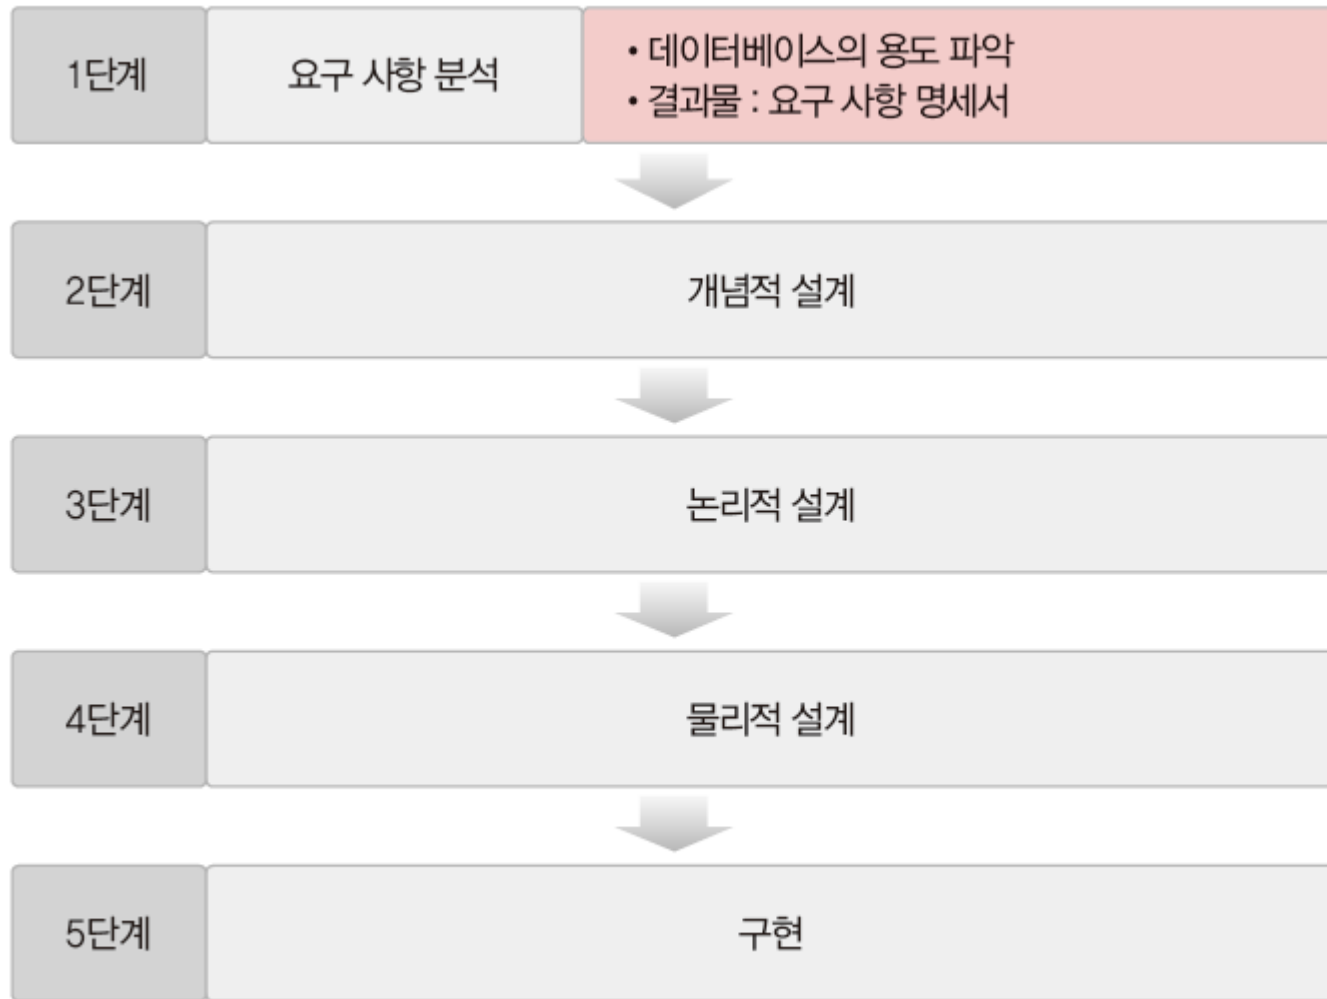 1단계
요구 사항 분석
• 데이터베이스의 용도 파악
• 결과물 : 요구 사항 명세서
2단계
개념적 설계
3단계
논리적 설계
4단계
물리적 설계
5단계
구현